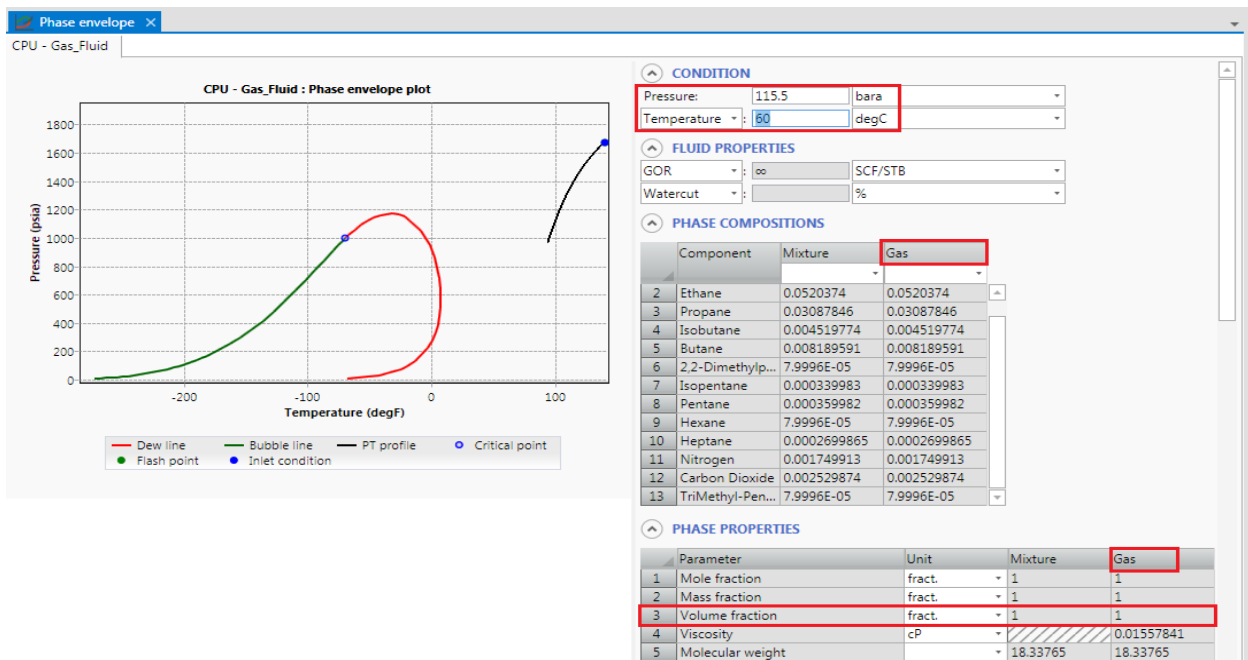 Phase envelope
CPU - Gas_Fluid
CPU - Gas_Fluid : Phase envelope plot
1800
1600
1400
1200
1000
800
600
400
200
0
Pressure (psia)
-200 -100 0 100
Temperature (degF)
Dew line Bubble line PT profile Critical point
Flash point Inlet condition
CONDITION
Pressure: 115.5 bara
Temperature : 60 degC
FLUID PROPERTIES
GOR : ∞ SCF/STB
Watercut : %
PHASE COMPOSITIONS
Component Mixture Gas
2 Ethane 0.0520374 0.0520374
3 Propane 0.03087846 0.03087846
4 Isobutane 0.004519774 0.004519774
5 Butane 0.008189591 0.008189591
6 2,2-Dimethylp... 7.9996E-05 7.9996E-05
7 Isopentane 0.000339983 0.000339983
8 Pentane 0.000359982 0.000359982
9 Hexane 7.9996E-05 7.9996E-05
10 Heptane 0.0002699865 0.0002699865
11 Nitrogen 0.001749913 0.001749913
12 Carbon Dioxide 0.002529874 0.002529874
13 TriMethyl-Pen... 7.9996E-05 7.9996E-05
PHASE PROPERTIES
Parameter Unit Mixture Gas
1 Mole fraction fract. 1 1
2 Mass fraction fract. 1 1
3 Volume fraction fract. 1 1
4 Viscosity cP 0.01557841
5 Molecular weight 18.33765 18.33765